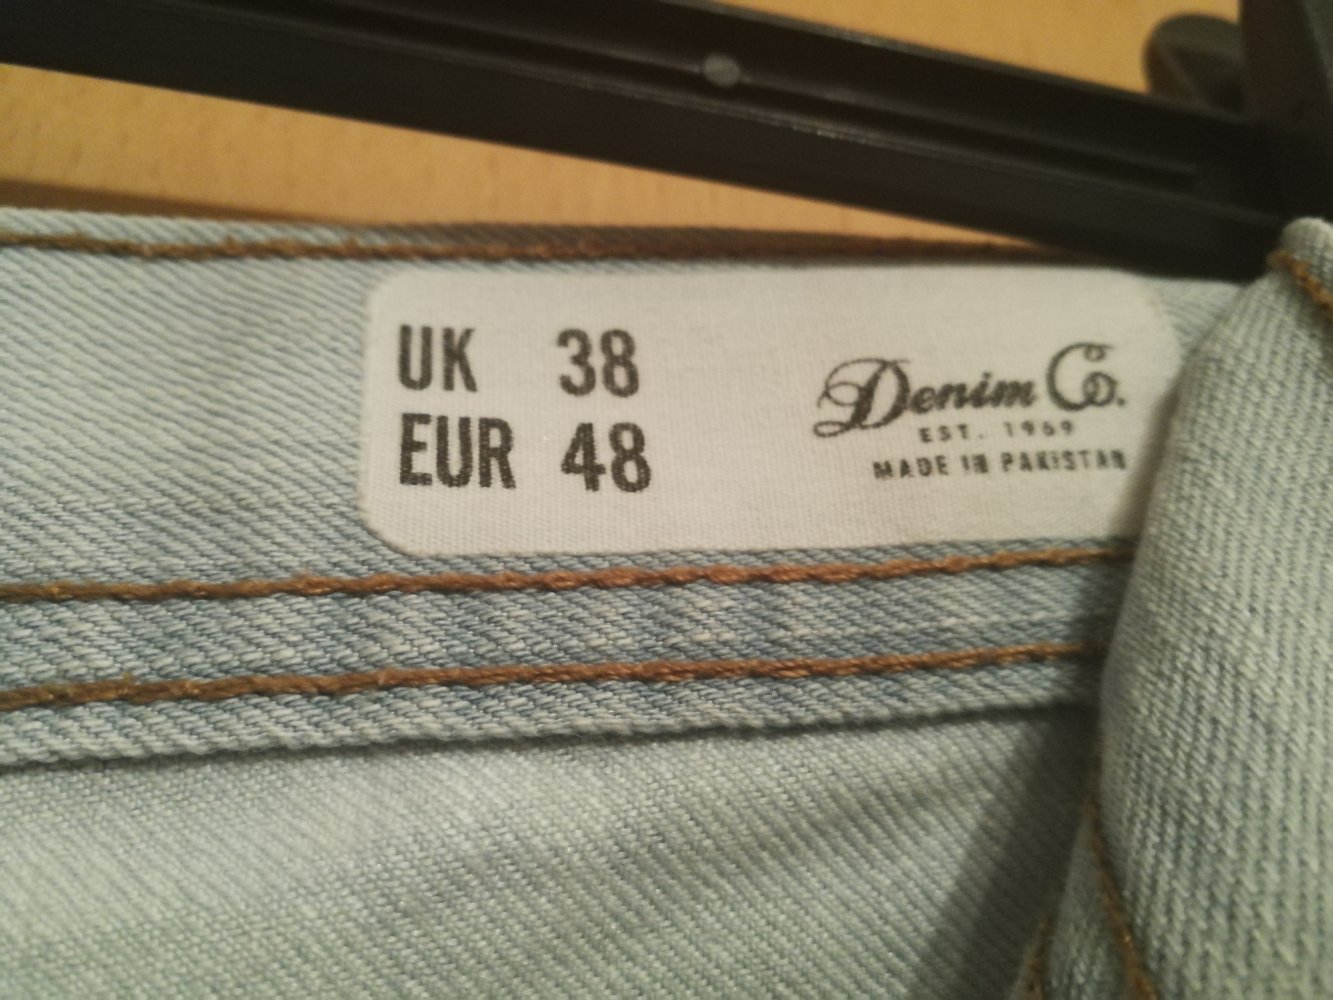 UK 38
EUR 48
Denim Co.
EST. 1969
MADE IN PAKISTAN